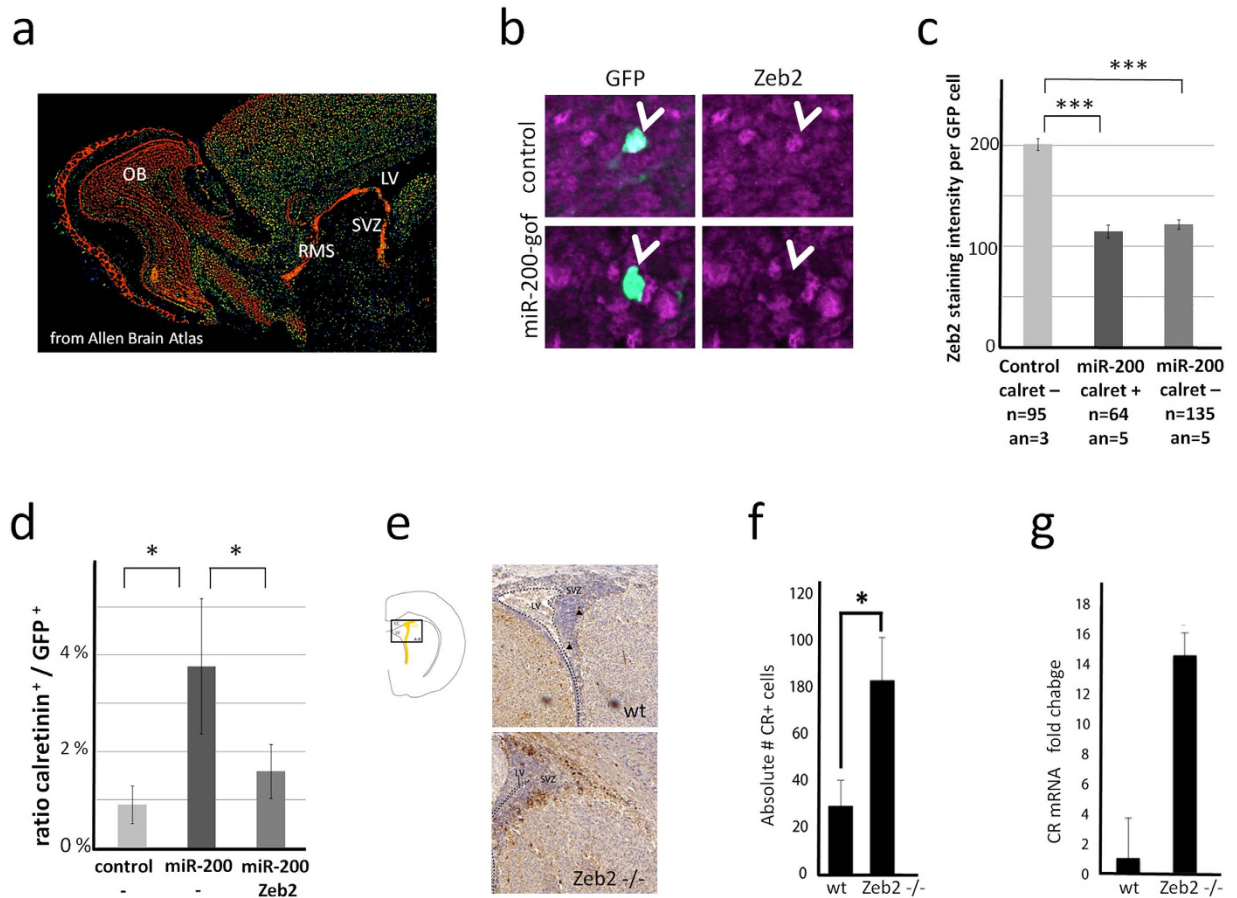 a
OB
LV
SVZ
RMS
from Allen Brain Atlas
b
GFP
Zeb2
control
miR-200-gof
c
Zeb2 staining intensity per GFP cell
200
100
0
***
***
Control
calret –
n=95
an=3
miR-200
calret +
n=64
an=5
miR-200
calret –
n=135
an=5
d
ratio calretinin+ / GFP +
4 %
2 %
0 %
*
*
control
-
miR-200
-
miR-200
Zeb2
e
LV
SVZ
wt
LV
SVZ
Zeb2 -/-
f
Absolute # CR+ cells
120
100
180
60
40
20
0
*
wt
Zeb2 -/-
g
CR mRNA fold chabge
18
16
14
12
10
8
6
4
2
0
wt
Zeb2 -/-